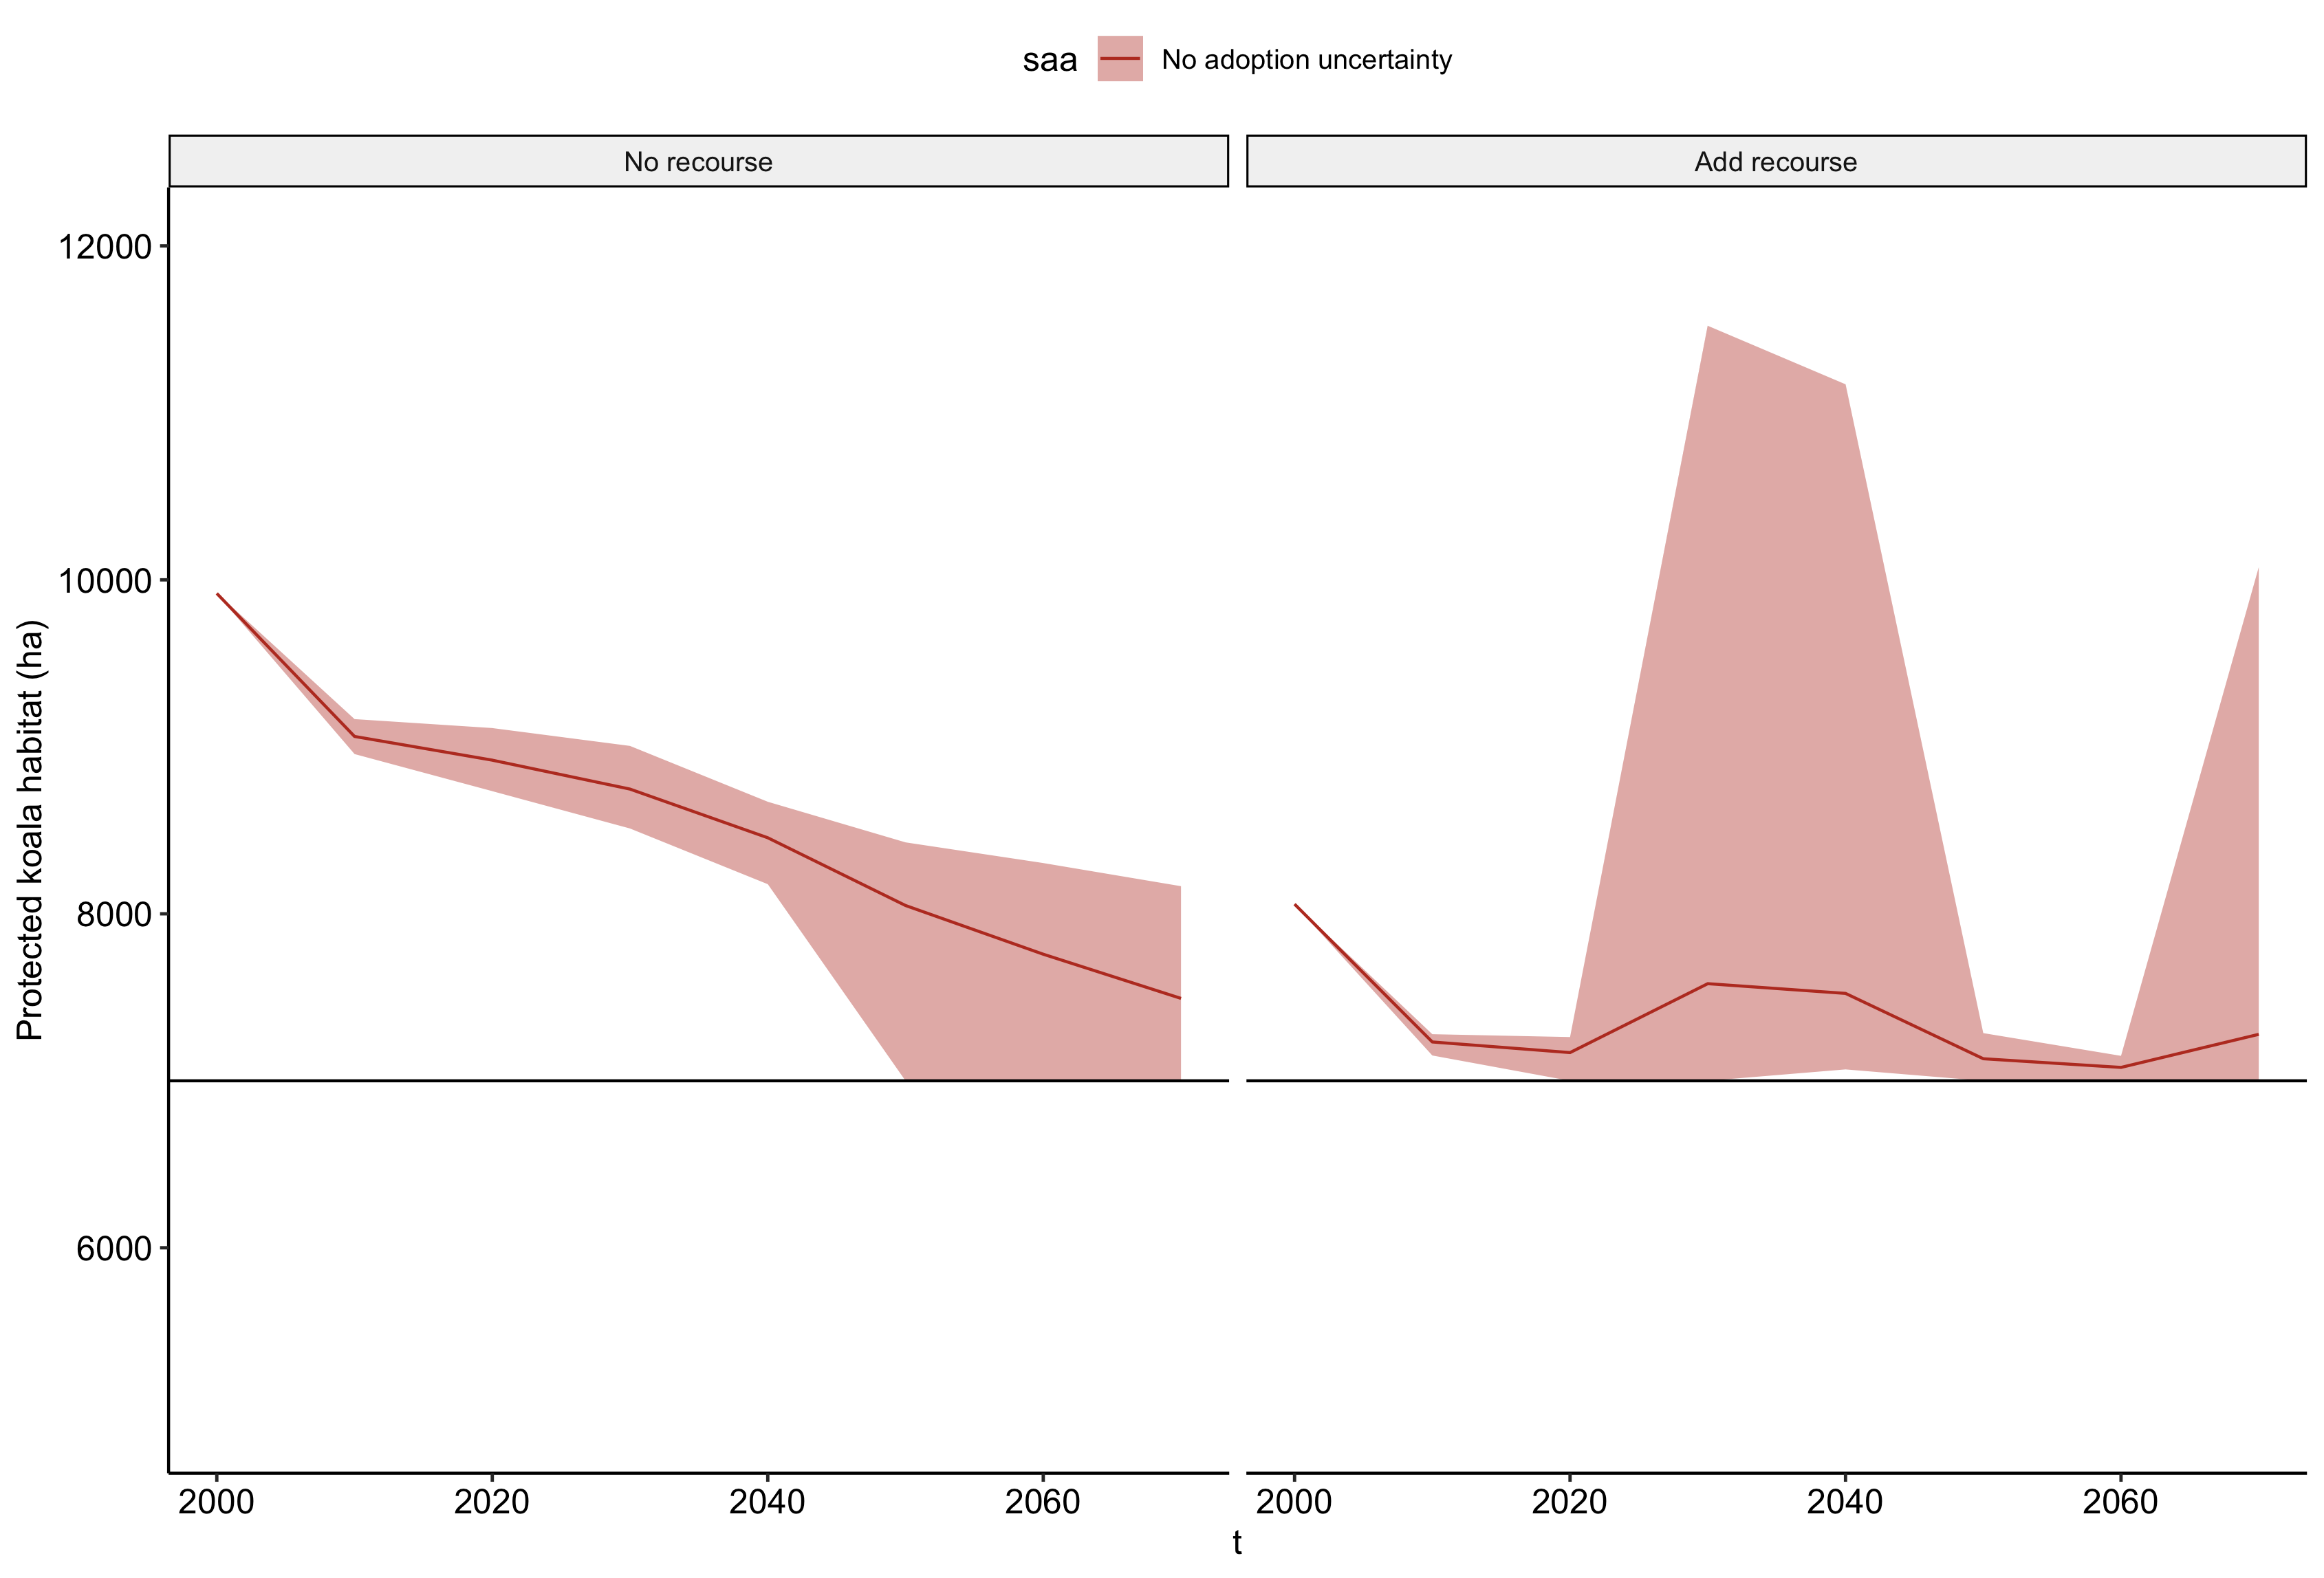 saa No adoption uncertainty
No recourse Add recourse
12000
10000
8000
6000
Protected koala habitat (ha)
2000 2020 2040 2060 2000 2020 2040 2060
t